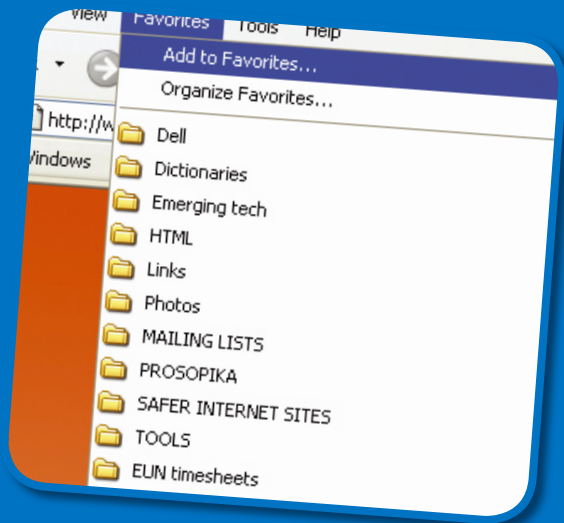 View Favorites Tools Help
Add to Favorites...
Organize Favorites...
http://w
Windows
Dell
Dictionaries
Emerging tech
HTML
Links
Photos
MAILING LISTS
PROSOPIKA
SAFER INTERNET SITES
TOOLS
EUN timesheets